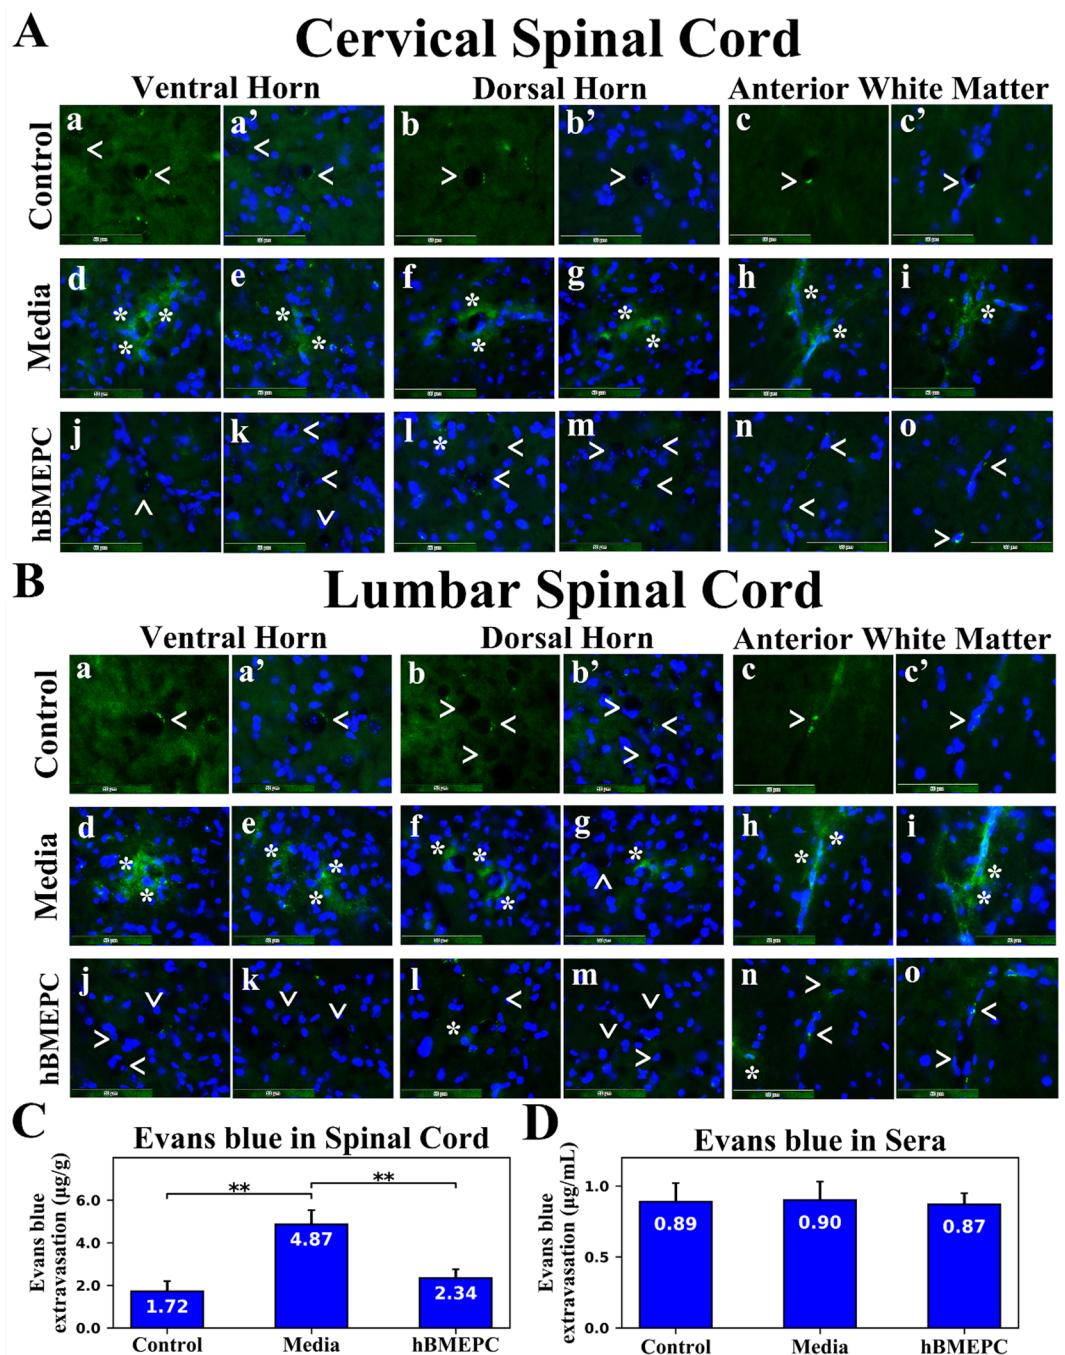 A
Cervical Spinal Cord
Ventral Horn Dorsal Horn Anterior White Matter
Control
a a’ b b’ c c’
Media
d e f g h i
* * * * * * * * * * * *
hBMEPC
j k l m n o
*
B
Lumbar Spinal Cord
Ventral Horn Dorsal Horn Anterior White Matter
Control
a a’ b b’ c c’
Media
d e f g h i
* * * * * * * * * * * * *
hBMEPC
j k l m n o
* *
C
Evans blue in Spinal Cord
Evans blue
extravasation (µg/g)
6.0
4.0
2.0
0.0
** **
1.72 4.87 2.34
Control Media hBMEPC
D
Evans blue in Sera
Evans blue
extravasation (µg/mL)
1.0
0.5
0.0
0.89 0.90 0.87
Control Media hBMEPC